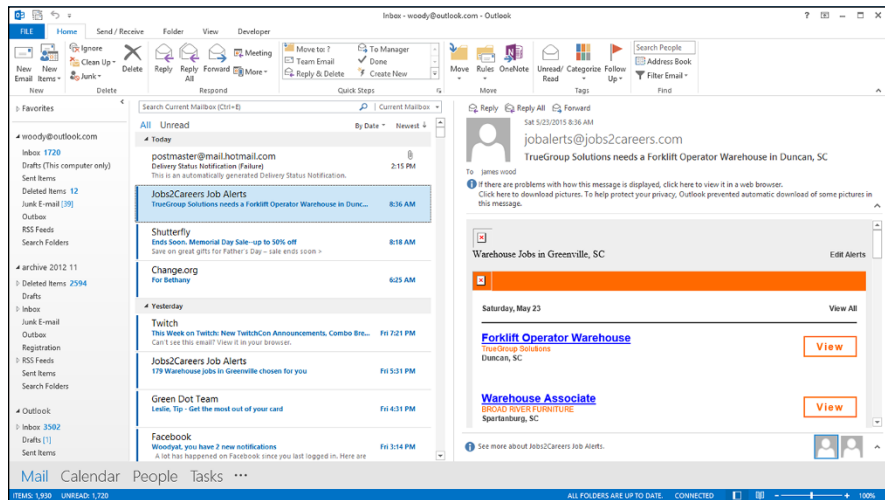 Inbox - woody@outlook.com - Outlook
FILE Home Send / Receive Folder View Developer
New Email
New Items
Ignore
Clean Up
Junk
Delete
Reply
Reply All
Forward
Meeting
More
Move to: ?
Team Email
Reply & Delete
To Manager
Done
Create New
Move
Rules
OneNote
Unread/ Read
Categorize
Follow Up
Search People
Address Book
Filter Email
New Delete Respond Quick Steps Move Tags Find
Favorites
woody@outlook.com
Inbox 1720
Drafts (This computer only)
Sent Items
Deleted Items 12
Junk E-mail [39]
Outbox
RSS Feeds
Search Folders
archive 2012 11
Deleted Items 2594
Drafts
Inbox
Junk E-mail
Outbox
Registration
RSS Feeds
Sent Items
Search Folders
Outlook
Inbox 3502
Drafts [1]
Sent Items
Search Current Mailbox (Ctrl+E) Current Mailbox
All Unread By Date Newest
Today
postmaster@mail.hotmail.com
Delivery Status Notification (Failure) 2:15 PM
This is an automatically generated Delivery Status Notification.
Jobs2Careers Job Alerts
TrueGroup Solutions needs a Forklift Operator Warehouse in Dunc... 8:36 AM
Shutterfly
Ends Soon. Memorial Day Sale--up to 50% off 8:18 AM
Save on great gifts for Father's Day – sale ends soon >
Change.org
For Bethany 6:25 AM
Yesterday
Twitch
This Week on Twitch: New TwitchCon Announcements, Combo Bre... Fri 7:21 PM
Can't see this email? View it in your browser.
Jobs2Careers Job Alerts
179 Warehouse jobs in Greenville chosen for you Fri 5:31 PM
Green Dot Team
Leslie, Tip - Get the most out of your card Fri 4:31 PM
Facebook
Woodyat, you have 2 new notifications Fri 3:14 PM
A lot has happened on Facebook since you last logged in. Here are
Reply Reply All Forward
Sat 5/23/2015 8:36 AM
jobalerts@jobs2careers.com
TrueGroup Solutions needs a Forklift Operator Warehouse in Duncan, SC
To james wood
If there are problems with how this message is displayed, click here to view it in a web browser.
Click here to download pictures. To help protect your privacy, Outlook prevented automatic download of some pictures in
this message.
Warehouse Jobs in Greenville, SC Edit Alerts
Saturday, May 23 View All
Forklift Operator Warehouse
TrueGroup Solutions
Duncan, SC
View
Warehouse Associate
BROAD RIVER FURNITURE
Spartanburg, SC
View
See more about Jobs2Careers Job Alerts.
Mail Calendar People Tasks ···
ITEMS: 1,930 UNREAD: 1,720 ALL FOLDERS ARE UP TO DATE. CONNECTED 100%